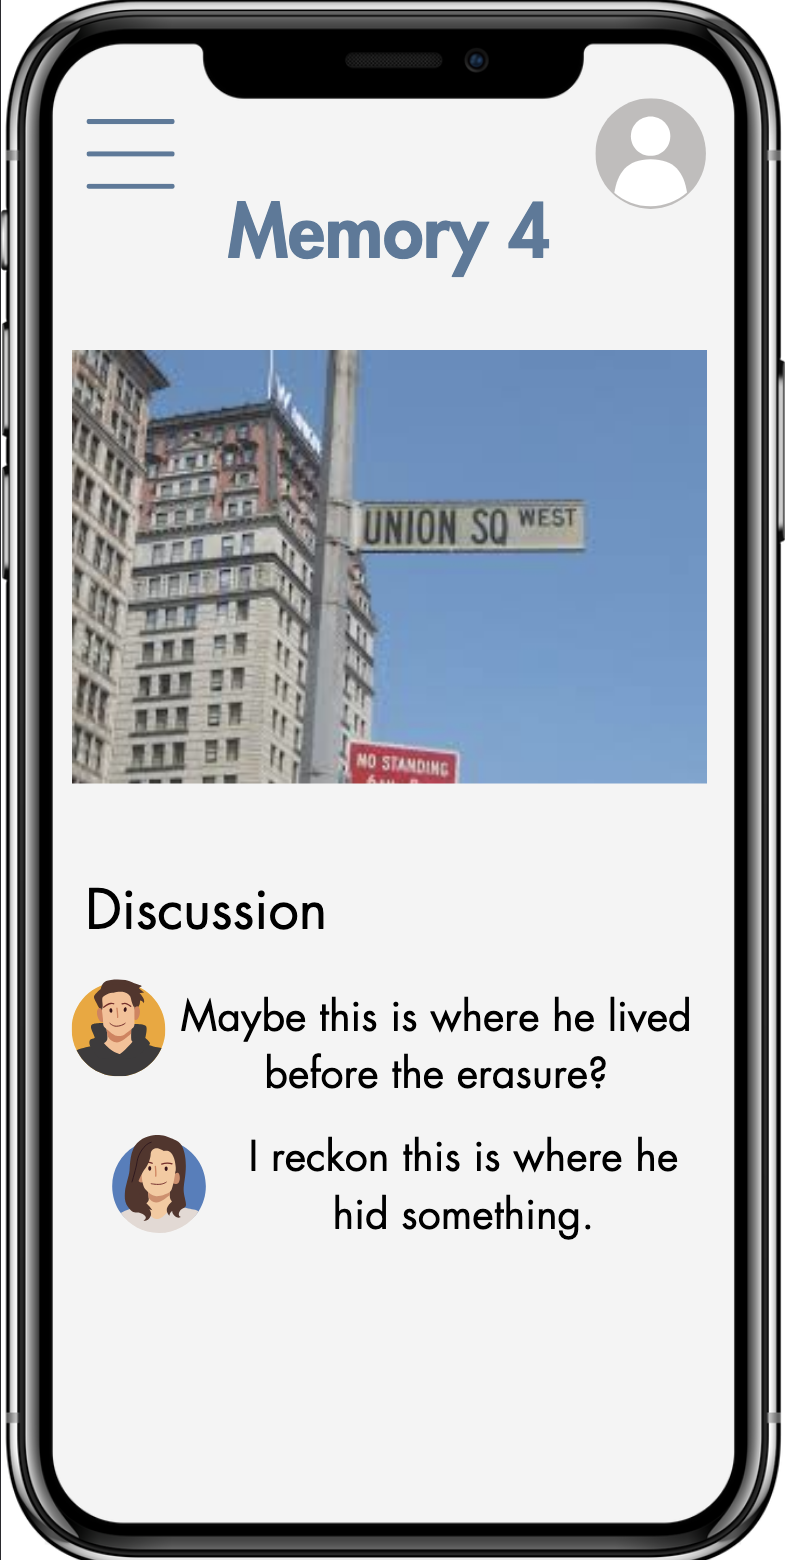 Memory 4
UNION SQ WEST
NO STANDING
Discussion
Maybe this is where he lived
before the erasure?
I reckon this is where he
hid something.